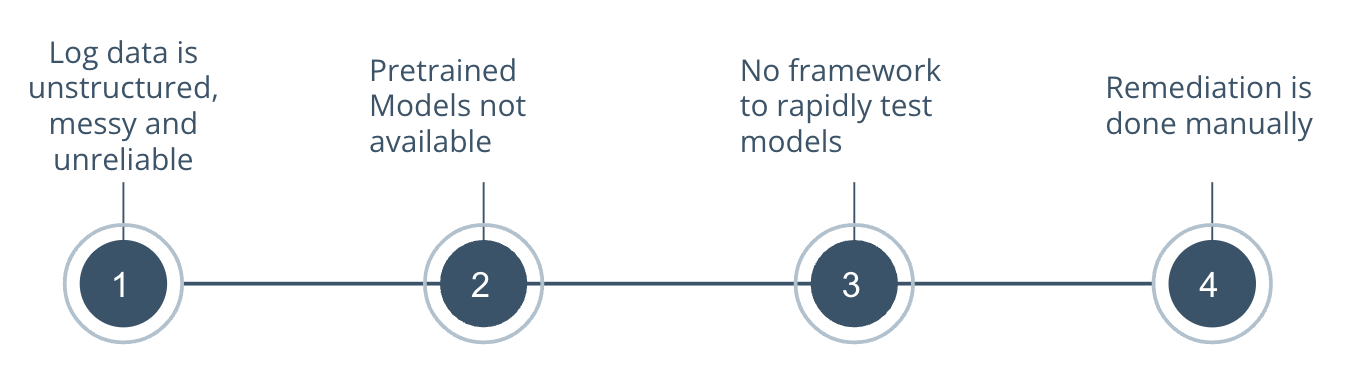 Log data is
unstructured,
messy and
unreliable
Pretrained
Models not
available
No framework
to rapidly test
models
Remediation is
done manually
1
2
3
4